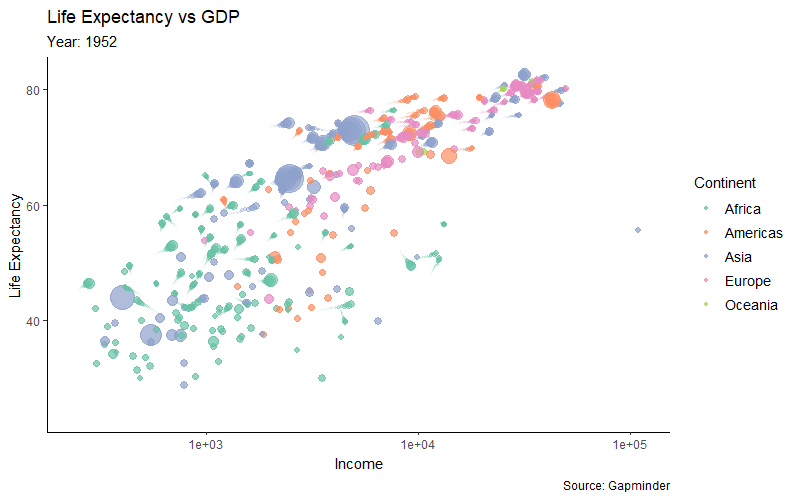 Life Expectancy vs GDP
Year: 1952
Life Expectancy
80
60
40
1e+03
1e+04
1e+05
Income
Continent
Africa
Americas
Asia
Europe
Oceania
Source: Gapminder